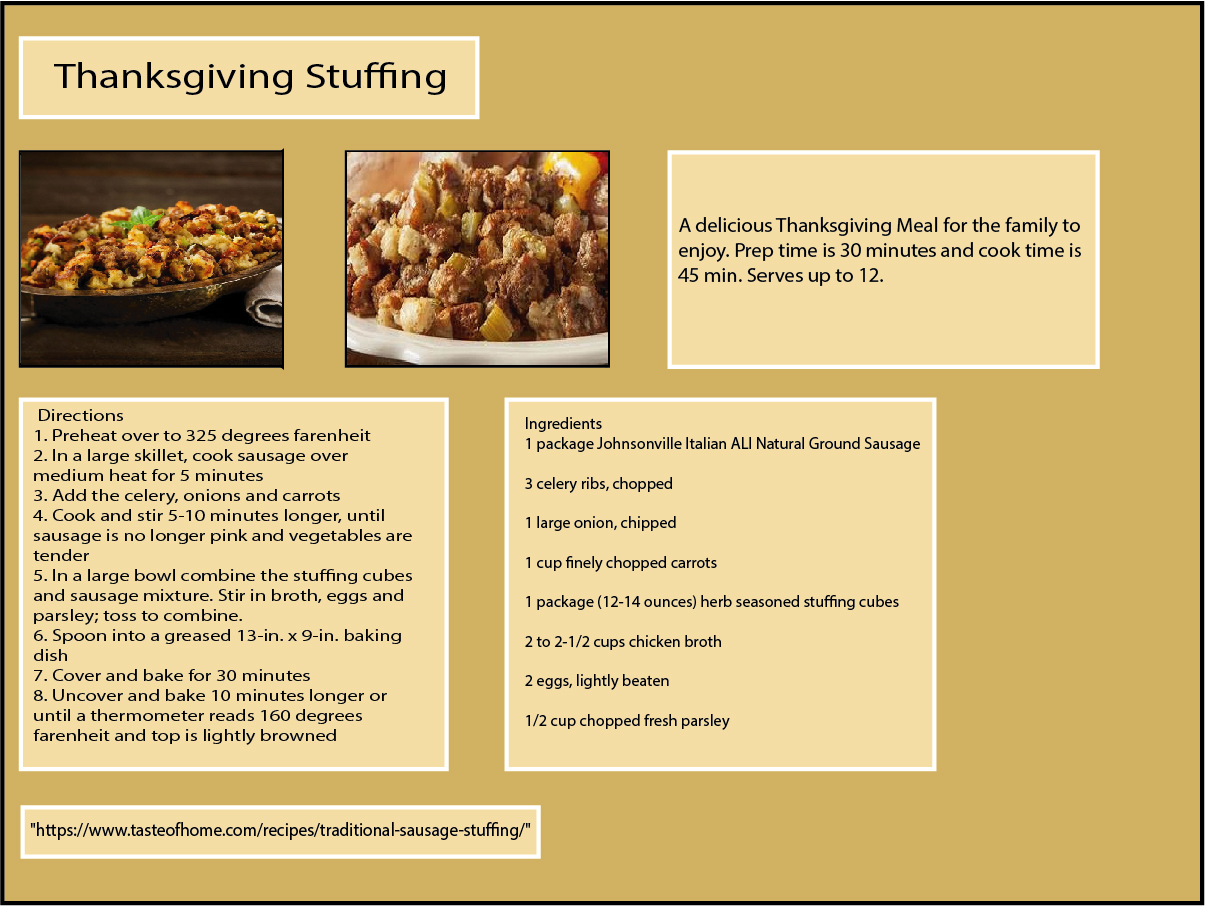 Thanksgiving Stuffing
A delicious Thanksgiving Meal for the family to
enjoy. Prep time is 30 minutes and cook time is
45 min. Serves up to 12.
Directions
1. Preheat over to 325 degrees farenheit
2. In a large skillet, cook sausage over
medium heat for 5 minutes
3. Add the celery, onions and carrots
4. Cook and stir 5-10 minutes longer, until
sausage is no longer pink and vegetables are
tender
5. In a large bowl combine the stuffing cubes
and sausage mixture. Stir in broth, eggs and
parsley; toss to combine.
6. Spoon into a greased 13-in. x 9-in. baking
dish
7. Cover and bake for 30 minutes
8. Uncover and bake 10 minutes longer or
until a thermometer reads 160 degrees
farenheit and top is lightly browned
Ingredients
1 package Johnsonville Italian ALl Natural Ground Sausage
3 celery ribs, chopped
1 large onion, chipped
1 cup finely chopped carrots
1 package (12-14 ounces) herb seasoned stuffing cubes
2 to 2-1/2 cups chicken broth
2 eggs, lightly beaten
1/2 cup chopped fresh parsley
"https://www.tasteofhome.com/recipes/traditional-sausage-stuffing/"